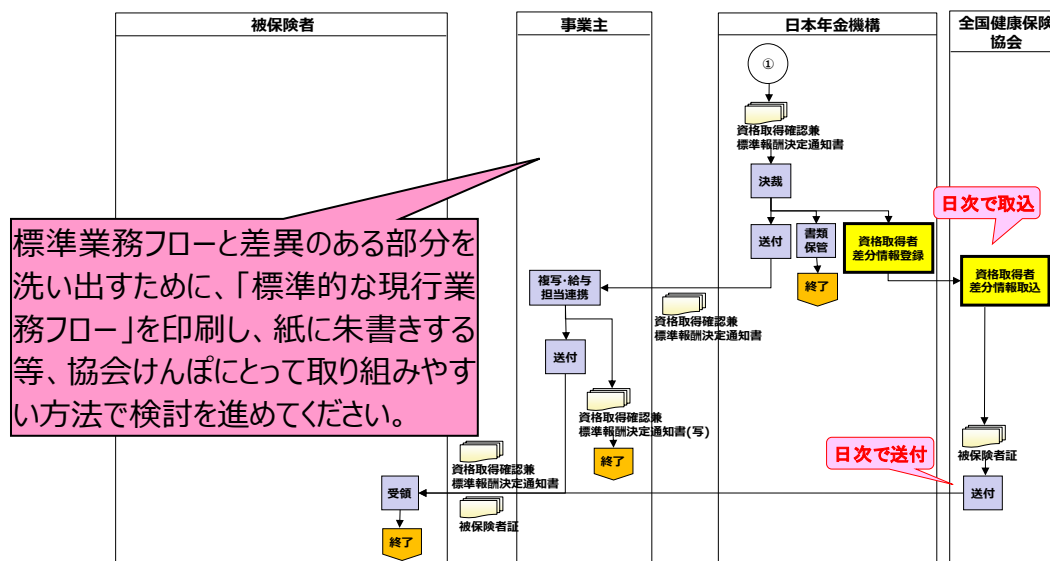 被保険者
事業主
日本年金機構
全国健康保険
協会
①
資格取得確認兼
標準報酬決定通知書
決裁
送付
書類
保管
資格取得者
差分情報登録
終了
日次で取込
資格取得者
差分情報取込
標準業務フローと差異のある部分を
洗い出すために、「標準的な現行業
務フロー」を印刷し、紙に朱書きする
等、協会けんぽにとって取り組みやす
い方法で検討を進めてください。
複写・給与
担当連携
資格取得確認兼
標準報酬決定通知書
送付
資格取得確認兼
標準報酬決定通知書(写)
終了
被保険者証
日次で送付
送付
資格取得確認兼
標準報酬決定通知書
受領
被保険者証
終了